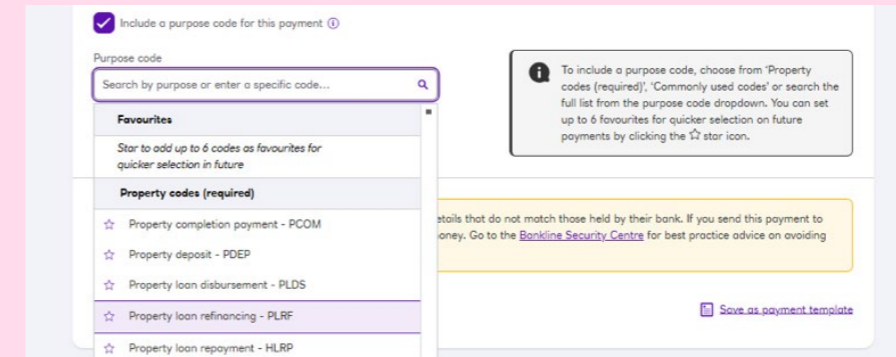 Include a purpose code for this payment
Purpose code
Search by purpose or enter a specific code...
Favourites
Star to add up to 6 codes as favourites for
quicker selection in future
Property codes (required)
Property completion payment - PCOM
Property deposit - PDEP
Property loan disbursement - PLDS
Property loan refinancing - PLRF
Property loan repayment - HLRP
To include a purpose code, choose from 'Property
codes (required)', 'Commonly used codes' or search the
full list from the purpose code dropdown. You can set
up to 6 favourites for quicker selection on future
payments by clicking the ☆ star icon.
etails that do not match those held by their bank. If you send this payment to
oney. Go to the Bankline Security Centre for best practice advice on avoiding
Save as payment template